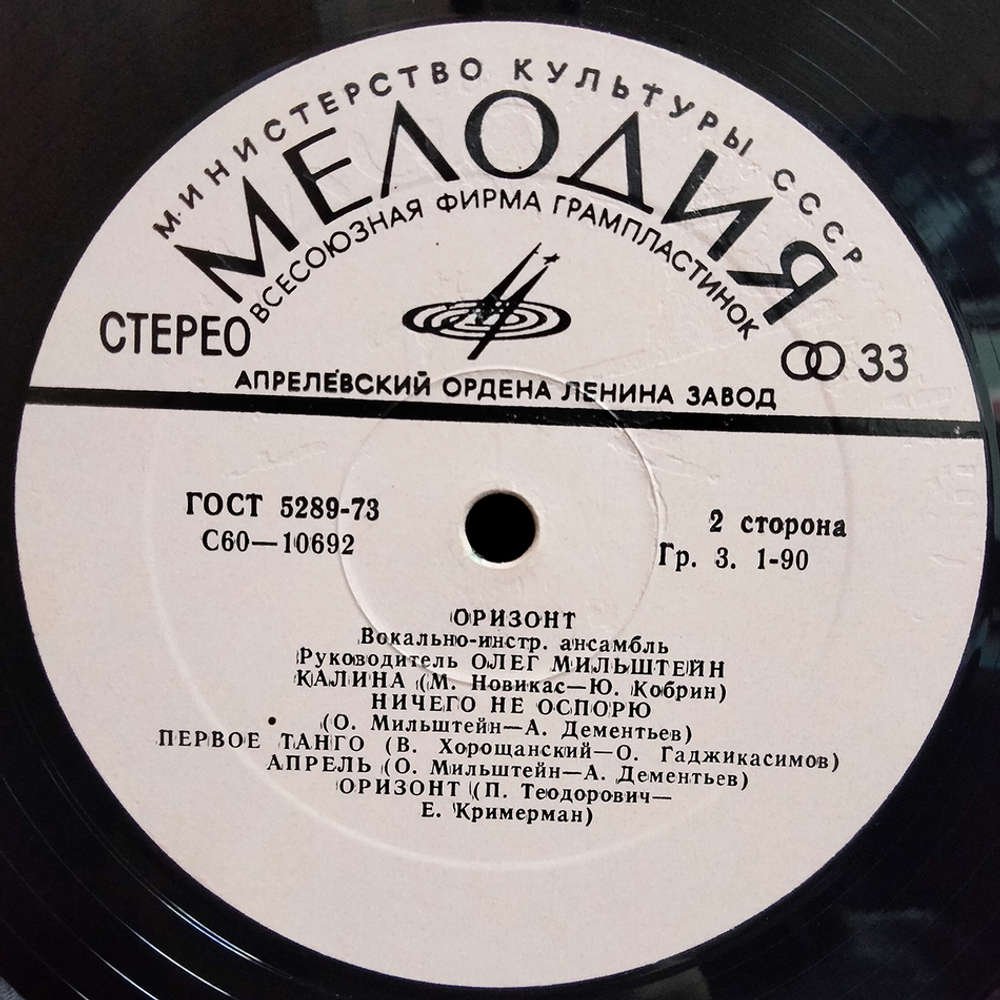 МИНИСТЕРСТВО КУЛЬТУРЫ СССР
МЕЛОДИЯ
ВСЕСОЮЗНАЯ ФИРМА ГРАМПЛАСТИНОК
СТЕРЕО
33
АПРЕЛЕВСКИЙ ОРДЕНА ЛЕНИНА ЗАВОД
ГОСТ 5289-73
С60—10692
2 сторона
Гр. 3. 1-90
ОРИЗОНТ
Вокально-инстр. ансамбль
Руководитель ОЛЕГ МИЛЬШТЕЙН
КАЛИНА (М. Новикас—Ю. Кобрин)
НИЧЕГО НЕ ОСПОРЮ
(О. Мильштейн—А. Дементьев)
ПЕРВОЕ ТАНГО (В. Хорощанский—О. Гаджикасимов)
АПРЕЛЬ (О. Мильштейн—А. Дементьев)
ОРИЗОНТ (П. Теодорович—
Е. Кримерман)